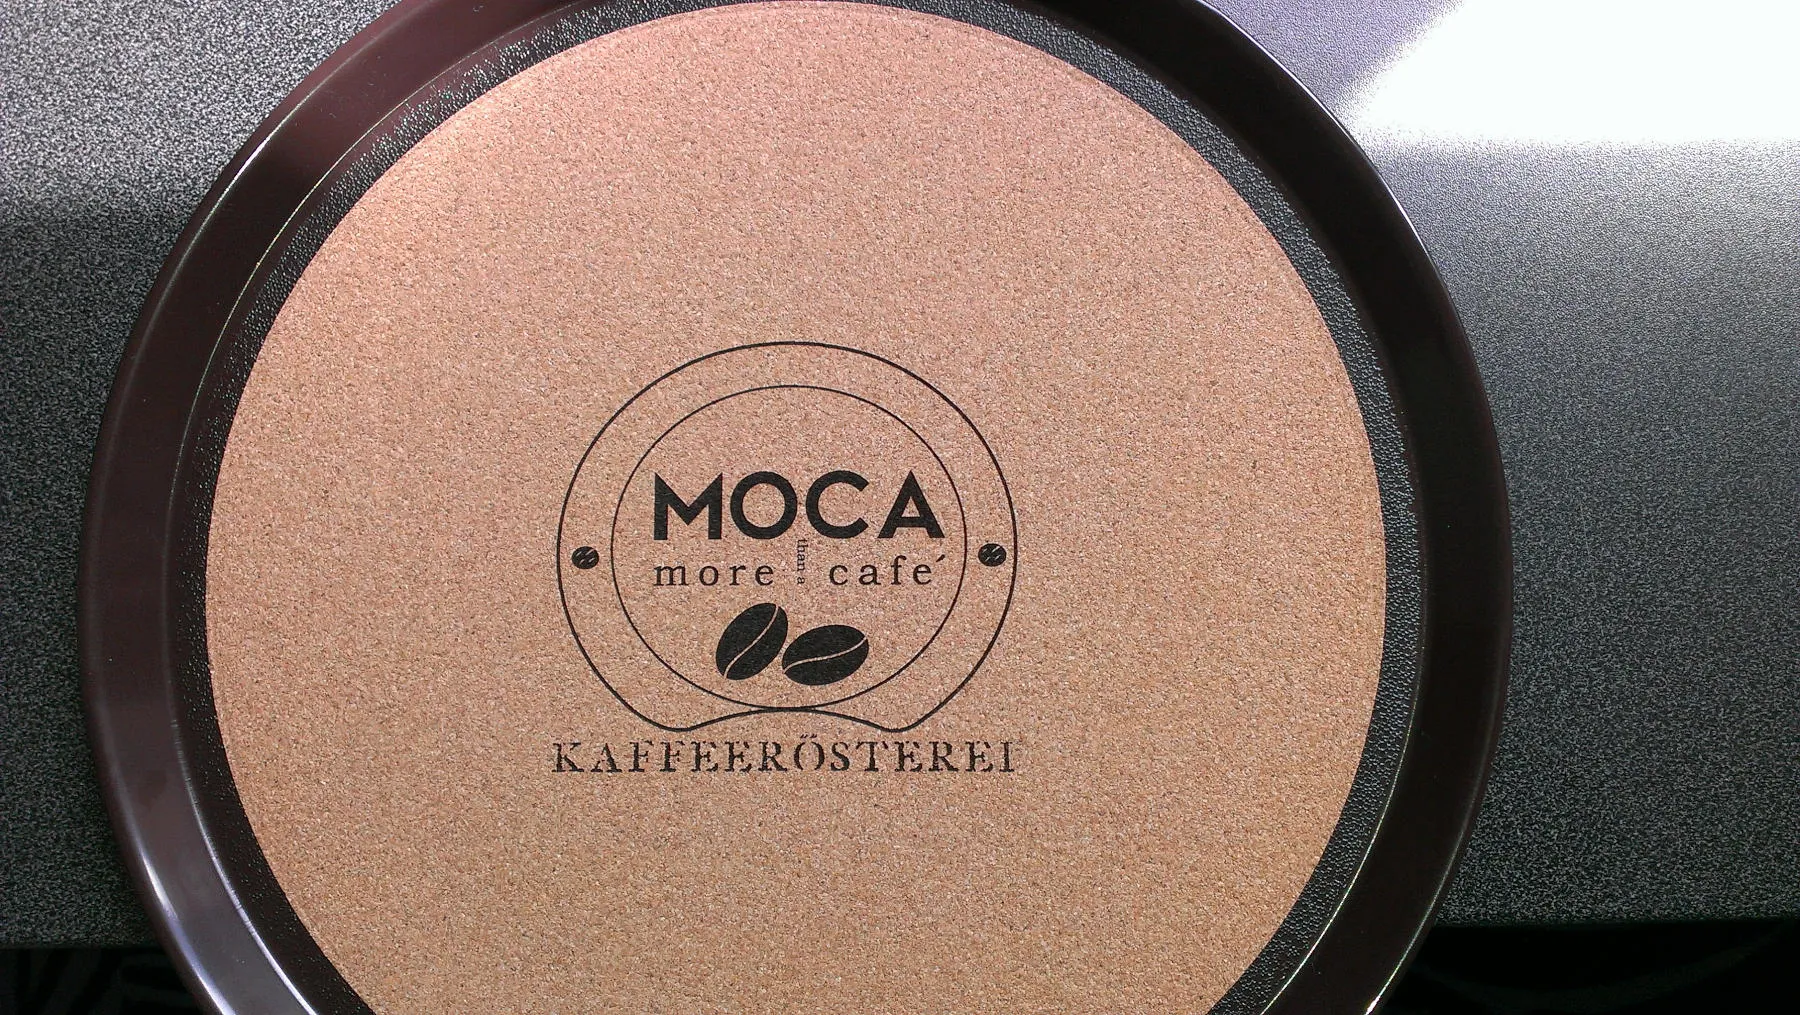 MOCA
more than a café
KAFFEERÖSTEREI